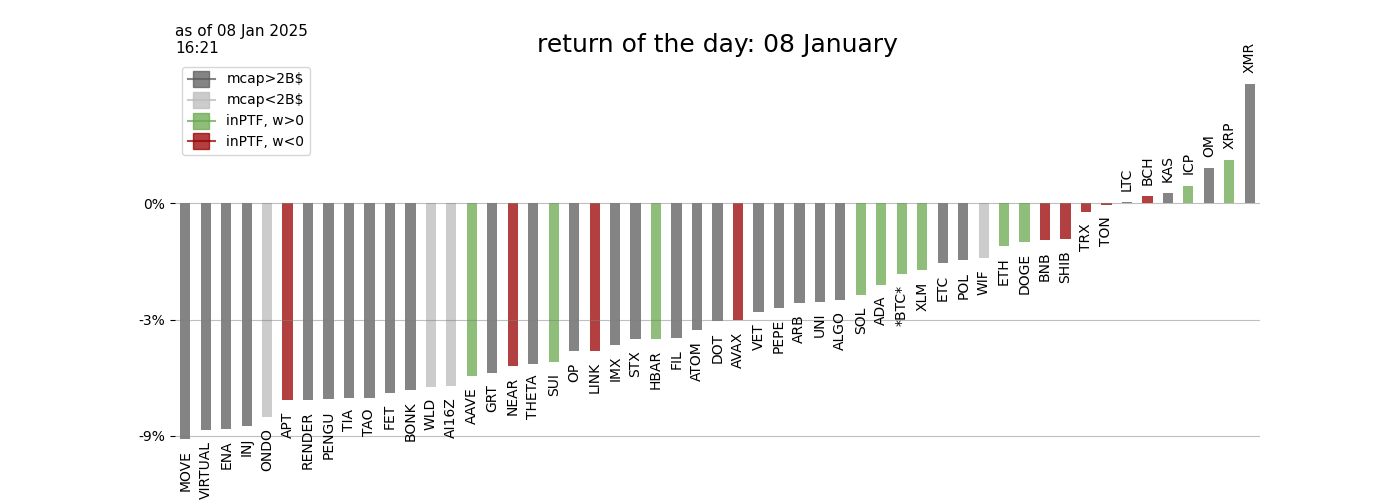 as of 08 Jan 2025
16:21
return of the day: 08 January
mcap>2B$
mcap<2B$
inPTF, w>0
inPTF, w<0
0%
-3%
-9%
MOVE
VIRTUAL
ENA
INJ
ONDO
APT
RENDER
PENGU
TIA
TAO
FET
BONK
WLD
AI16Z
AAVE
GRT
NEAR
THETA
SUI
OP
LINK
IMX
STX
HBAR
FIL
ATOM
DOT
AVAX
VET
PEPE
ARB
UNI
ALGO
SOL
ADA
*BTC*
XLM
ETC
POL
WIF
ETH
DOGE
BNB
SHIB
TRX
TON
LTC
BCH
KAS
ICP
OM
XRP
XMR